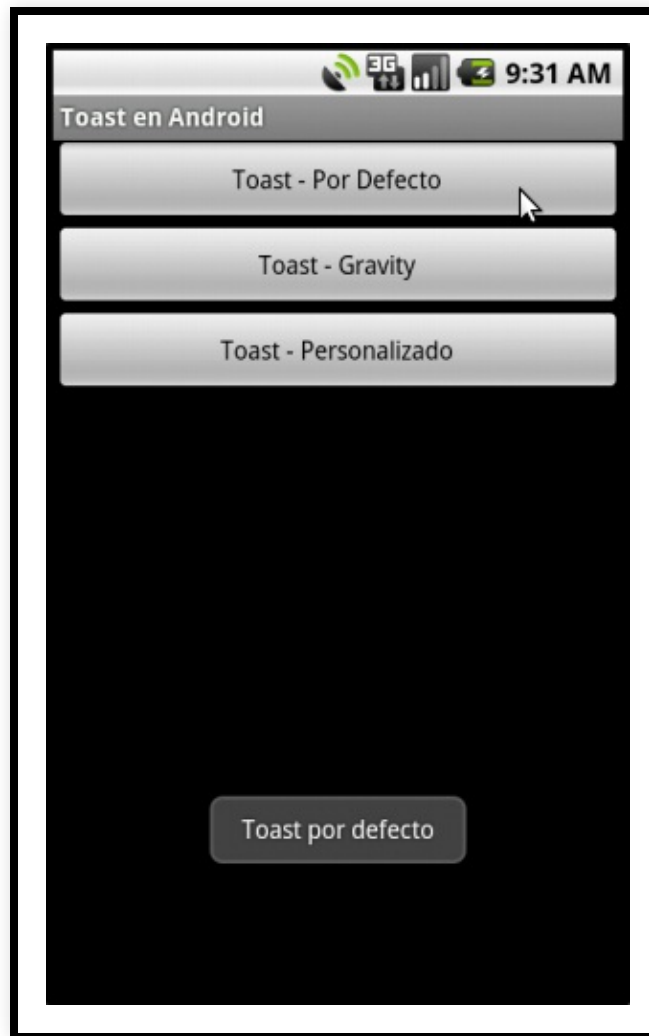 3G
9:31 AM
Toast en Android
Toast - Por Defecto
Toast - Gravity
Toast - Personalizado
Toast por defecto